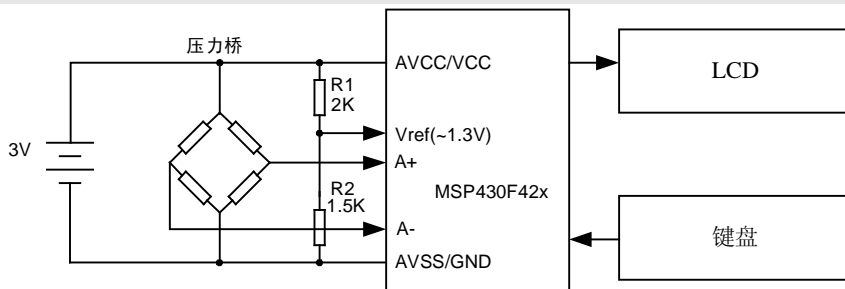 压力桥
AVCC/VCC
LCD
R1
2K
3V
Vref(~1.3V)
A+
R2
1.5K
MSP430F42x
A-
键盘
AVSS/GND